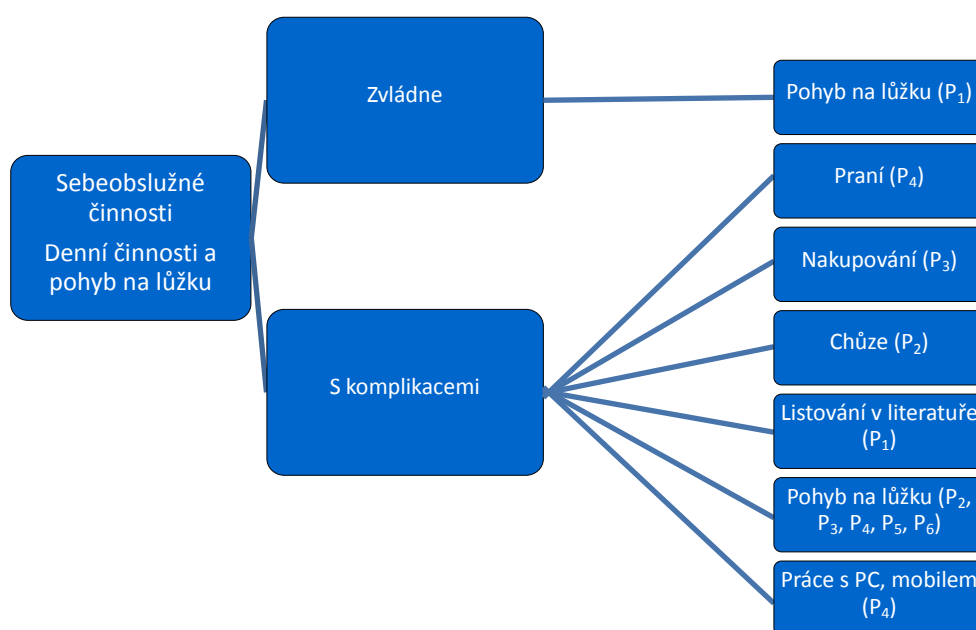 Sebeobslužné
činnosti
Denní činnosti a
pohyb na lůžku
Zvládne
S komplikacemi
Pohyb na lůžku (P₁)
Praní (P₄)
Nakupování (P₃)
Chůze (P₂)
Listování v literatuře
(P₁)
Pohyb na lůžku (P₂,
P₃, P₄, P₅, P₆)
Práce s PC, mobilem
(P₄)